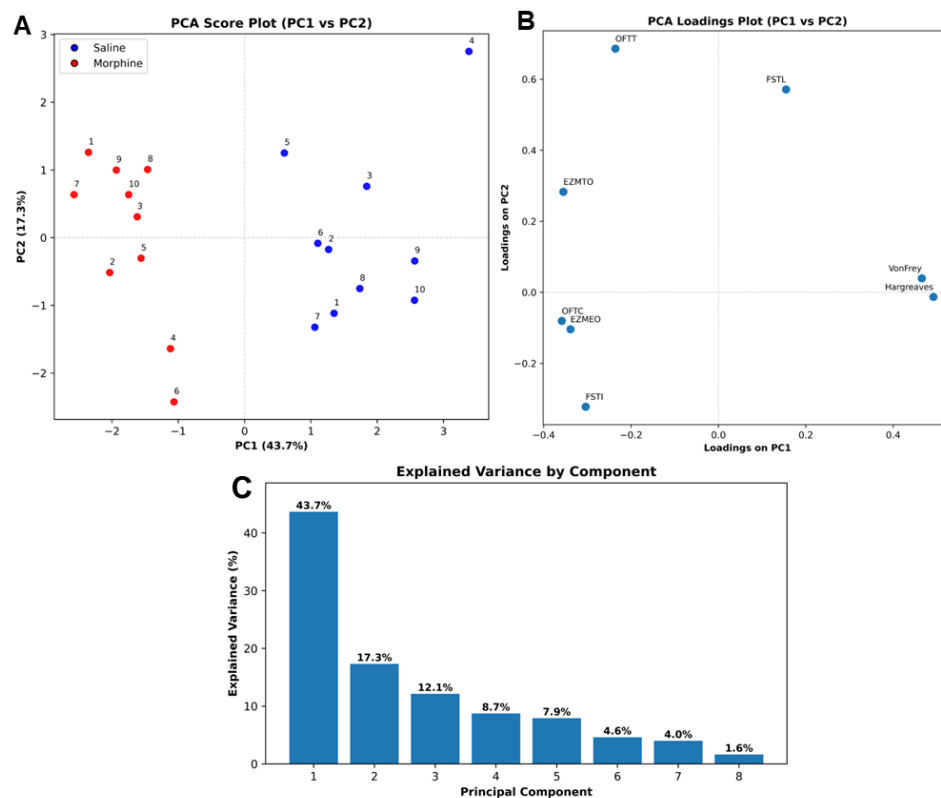 A
PCA Score Plot (PC1 vs PC2)
Saline
Morphine
4
1
9
8
7
10
3
2
5
4
6
5
3
6
2
9
8
10
1
7
3
2
1
0
−1
−2
−2
−1
0
1
2
3
PC2 (17.3%)
PC1 (43.7%)
B
PCA Loadings Plot (PC1 vs PC2)
OFTT
FSTL
EZMTO
VonFrey
Hargreaves
OFTC
EZMEO
FSTI
0.6
0.4
0.2
0.0
−0.2
−0.4
−0.2
0.0
0.2
0.4
Loadings on PC2
Loadings on PC1
C
Explained Variance by Component
43.7%
17.3%
12.1%
8.7%
7.9%
4.6%
4.0%
1.6%
40
30
20
10
0
1
2
3
4
5
6
7
8
Explained Variance (%)
Principal Component